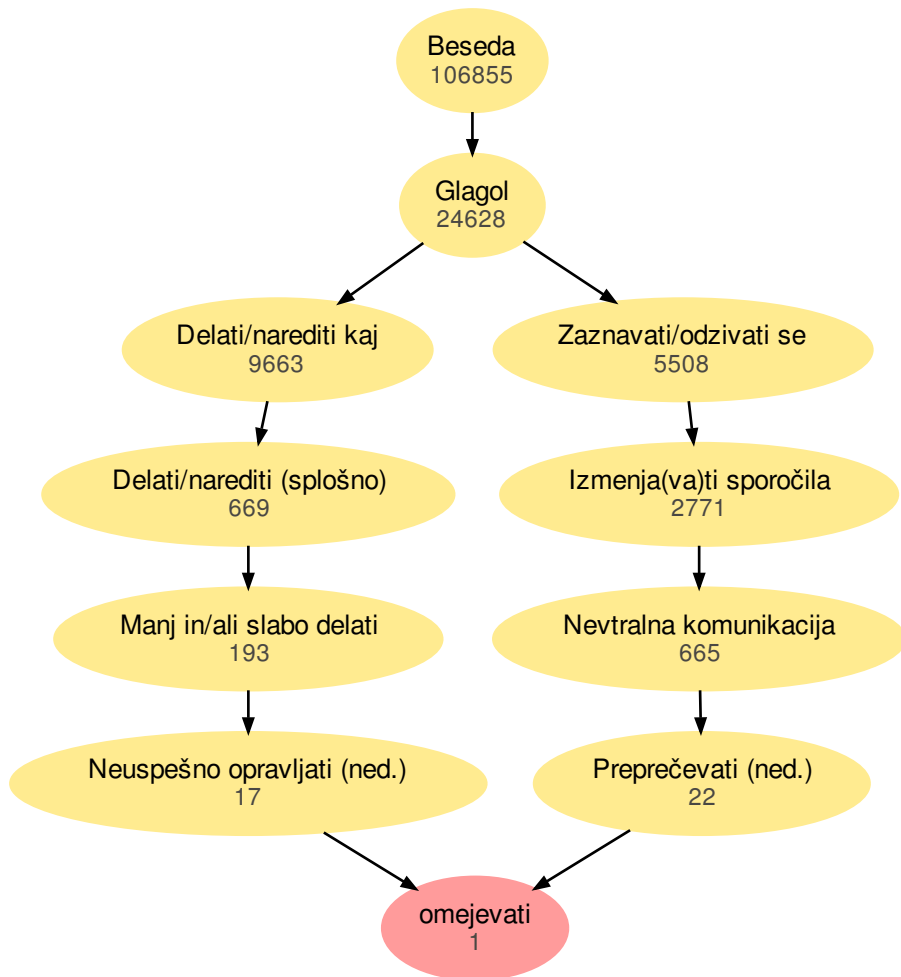 Beseda
106855
Glagol
24628
Delati/narediti kaj
9663
Zaznavati/odzivati se
5508
Delati/narediti (splošno)
669
Izmenja(va)ti sporočila
2771
Manj in/ali slabo delati
193
Nevtralna komunikacija
665
Neuspešno opravljati (ned.)
17
Preprečevati (ned.)
22
omejevati
1